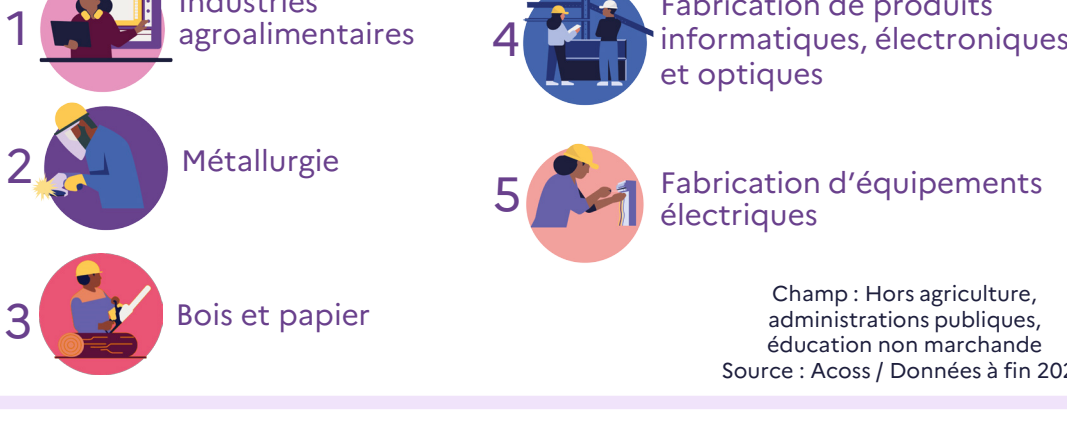 1
Industries
agroalimentaires
2
Métallurgie
3
Bois et papier
4
Fabrication de produits
informatiques, électroniques
et optiques
5
Fabrication d'équipements
électriques
Champ : Hors agriculture,
administrations publiques,
éducation non marchande
Source : Acoss / Données à fin